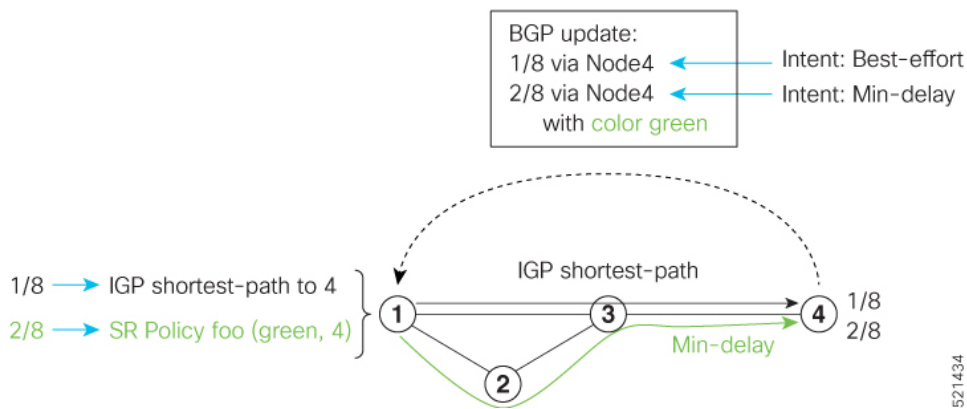 BGP update:
1/8 via Node4
Intent: Best-effort
2/8 via Node4
Intent: Min-delay
with color green
IGP shortest-path
1/8
IGP shortest-path to 4
2/8
SR Policy foo (green, 4)
1
3
4
2
1/8
2/8
Min-delay
521434